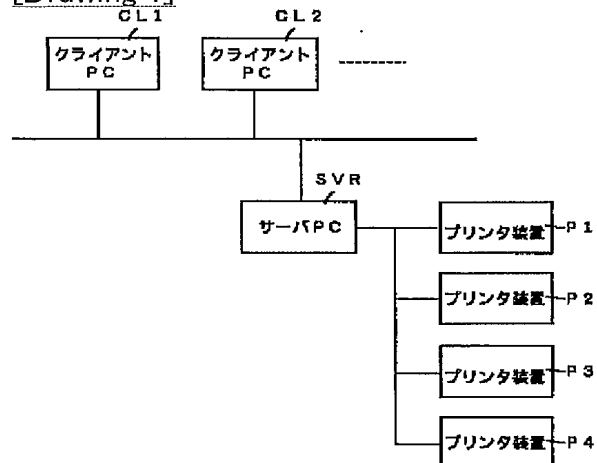 [Drawing
CL1
CL2
クライアント
PC
クライアント
PC
SVR
サーバPC
プリンタ装置
P1
プリンタ装置
P2
プリンタ装置
P3
プリンタ装置
P4